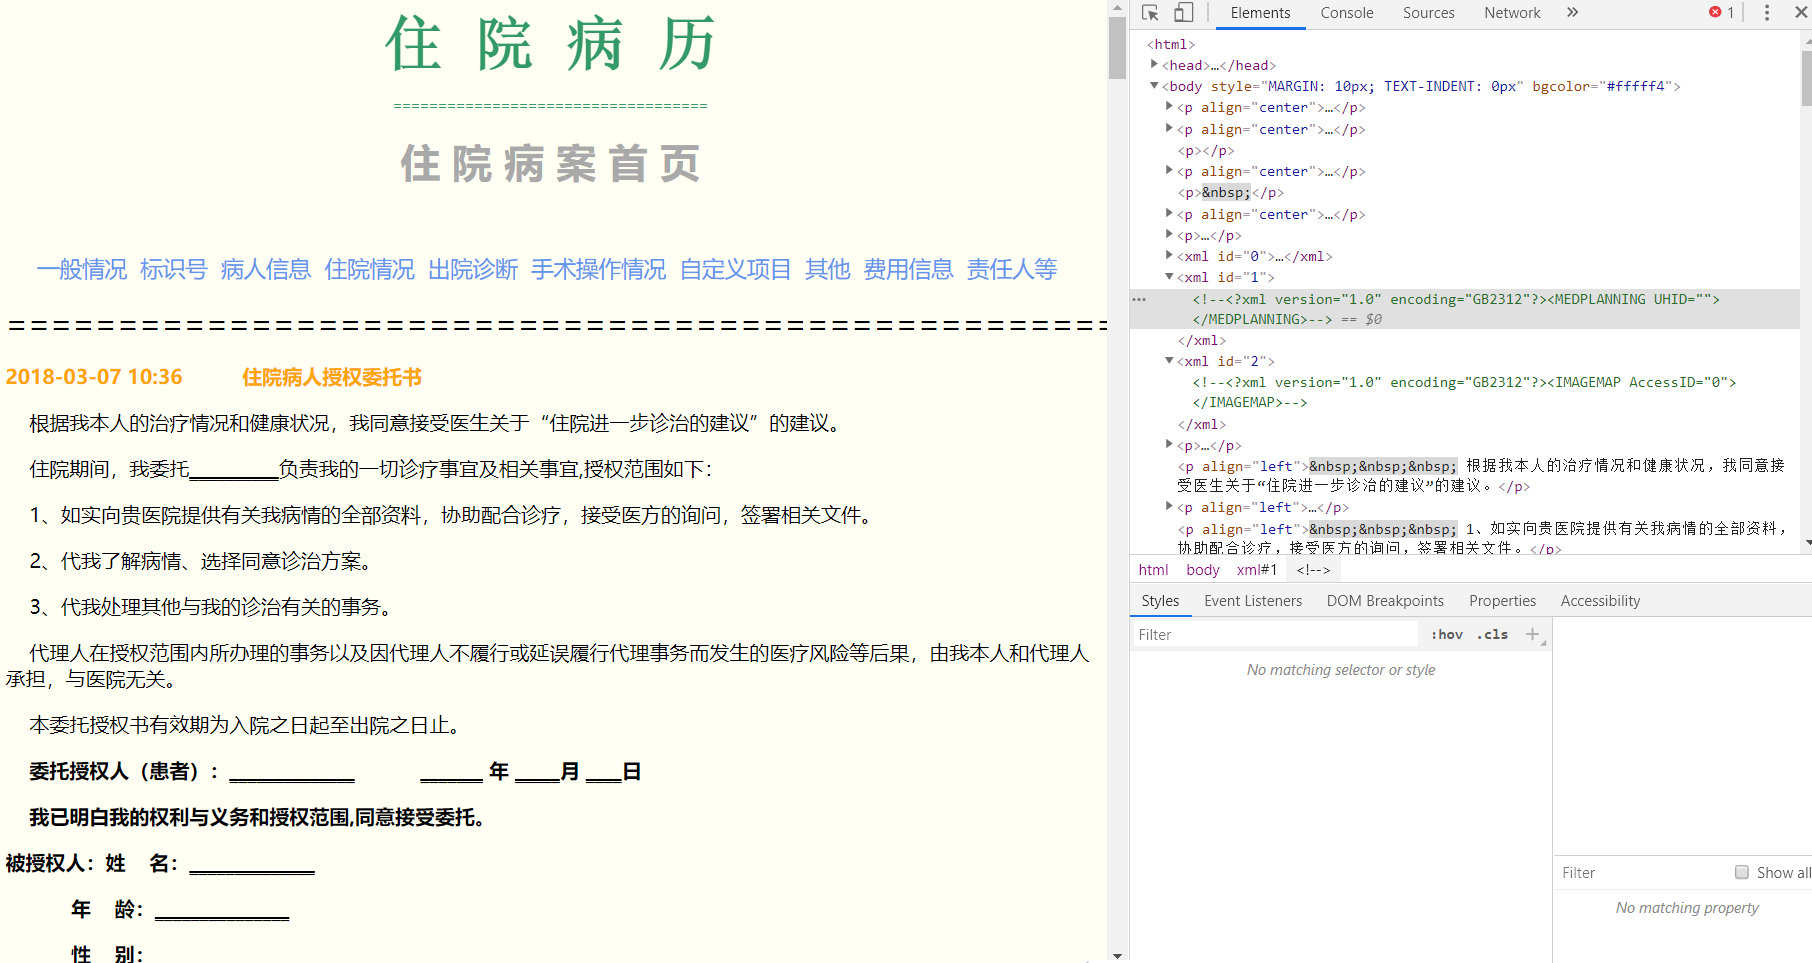 住 院 病 历
===================================
住 院 病 案 首 页
一般情况 标识号 病人信息 住院情况 出院诊断 手术操作情况 自定义项目 其他 费用信息 责任人等
==================================================
2018-03-07 10:36 住院病人授权委托书
根据我本人的治疗情况和健康状况，我同意接受医生关于“住院进一步诊治的建议”的建议。
住院期间，我委托__________负责我的一切诊疗事宜及相关事宜,授权范围如下：
1、如实向贵医院提供有关我病情的全部资料，协助配合诊疗，接受医方的询问，签署相关文件。
2、代我了解病情、选择同意诊治方案。
3、代我处理其他与我的诊治有关的事务。
代理人在授权范围内所办理的事务以及因代理人不履行或延误履行代理事务而发生的医疗风险等后果，由我本人和代理人
承担，与医院无关。
本委托授权书有效期为入院之日起至出院之日止。
委托授权人（患者）：______________ _______ 年 _____月 ____日
我已明白我的权利与义务和授权范围,同意接受委托。
被授权人：姓 名：______________
年 龄：_______________
性 别：
Elements Console Sources Network » 1
<html>
<head>…</head>
<body style="MARGIN: 10px; TEXT-INDENT: 0px" bgcolor="#fffff4">
<p align="center">…</p>
<p align="center">…</p>
<p></p>
<p align="center">…</p>
<p>&nbsp;</p>
<p align="center">…</p>
<p>…</p>
<xml id="0">…</xml>
<xml id="1">
<!--<?xml version="1.0" encoding="GB2312"?><MEDPLANNING UHID="">
</MEDPLANNING>--> == $0
</xml>
<xml id="2">
<!--<?xml version="1.0" encoding="GB2312"?><IMAGEMAP AccessID="0">
</IMAGEMAP>-->
</xml>
<p>…</p>
<p align="left">&nbsp;&nbsp;&nbsp; 根据我本人的治疗情况和健康状况，我同意接
受医生关于“住院进一步诊治的建议”的建议。</p>
<p align="left">…</p>
<p align="left">&nbsp;&nbsp;&nbsp; 1、如实向贵医院提供有关我病情的全部资料，
协助配合诊疗，接受医方的询问，签署相关文件。</p>
html body xml#1 <!-->
Styles Event Listeners DOM Breakpoints Properties Accessibility
Filter :hov .cls +
No matching selector or style
Filter Show all
No matching property